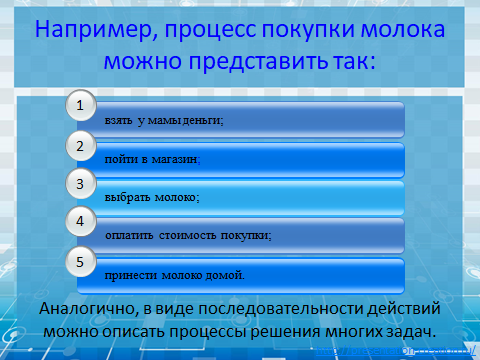 Например, процесс покупки молока
можно представить так:
1
взять у мамы деньги;
2
пойти в магазин;
3
выбрать молоко;
4
оплатить стоимость покупки;
5
принести молоко домой.
Аналогично, в виде последовательности действий
можно описать процессы решения многих задач.